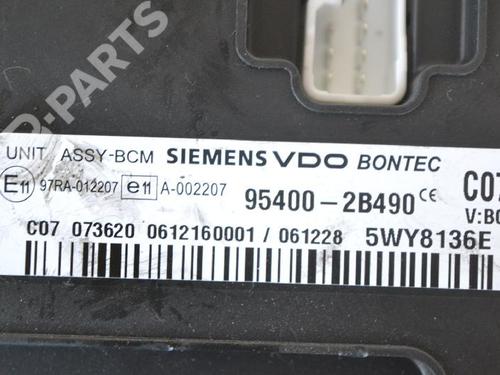 B-PARTS
UNIT ASSY-BCM SIEMENS VDO BONTEC
E11 97RA-012207 e11 A-002207
95400-2B490 CE C07
V:BC
C07 073620 0612160001 / 061228 5WY8136E